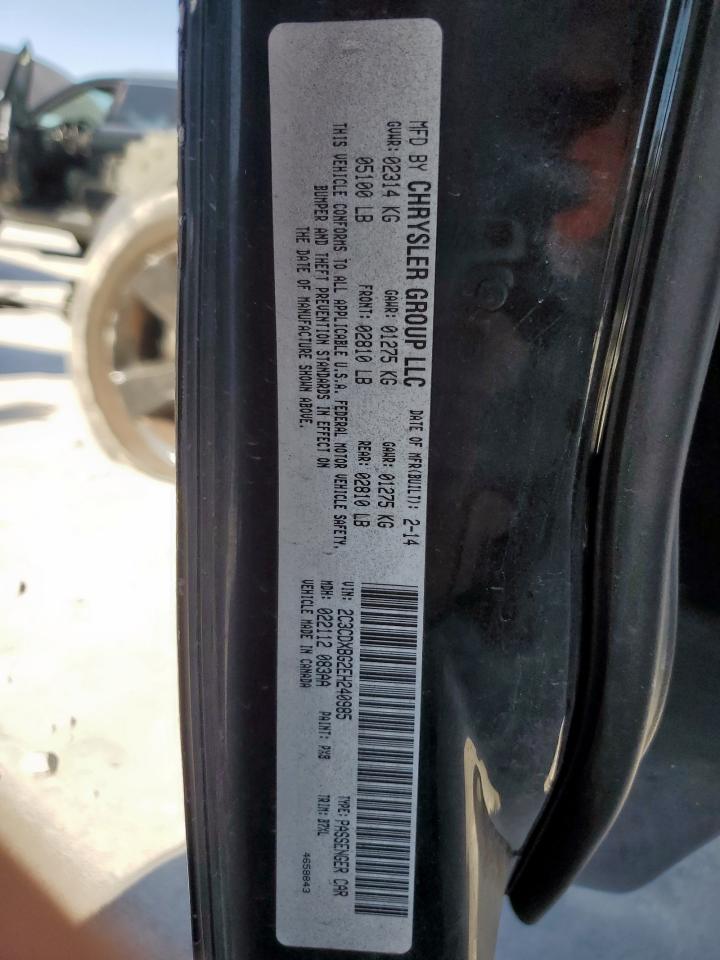 MFD BY CHRYSLER GROUP LLC DATE OF MFR(BUILT): 2-14
GVWR: 02314 KG GAWR: 01275 KG GAWR: 01275 KG
05100 LB FRONT: 02810 LB REAR: 02810 LB
THIS VEHICLE CONFORMS TO ALL APPLICABLE U.S.A. FEDERAL MOTOR VEHICLE SAFETY,
BUMPER AND THEFT PREVENTION STANDARDS IN EFFECT ON
THE DATE OF MANUFACTURE SHOWN ABOVE.
VIN: 2C3CDXBG2EH240985 TYPE: PASSENGER CAR
MDH: 022112 083AA PAINT: PX8 TRIM: B7XL
VEHICLE MADE IN CANADA 4658843